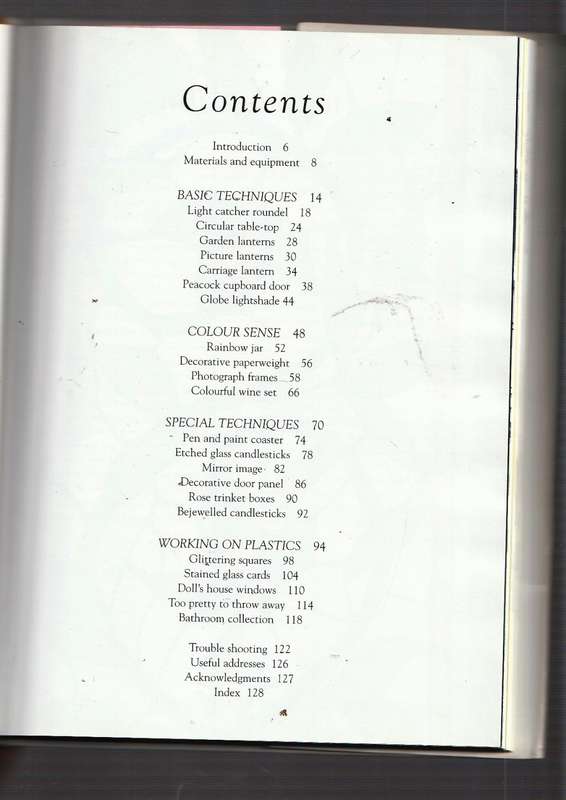 Contents
Introduction 6
Materials and equipment 8
BASIC TECHNIQUES 14
Light catcher roundel 18
Circular table-top 24
Garden lanterns 28
Picture lanterns 30
Carriage lantern 34
Peacock cupboard door 38
Globe lightshade 44
COLOUR SENSE 48
Rainbow jar 52
Decorative paperweight 56
Photograph frames 58
Colourful wine set 66
SPECIAL TECHNIQUES 70
Pen and paint coaster 74
Etched glass candlesticks 78
Mirror image 82
Decorative door panel 86
Rose trinket boxes 90
Bejewelled candlesticks 92
WORKING ON PLASTICS 94
Glittering squares 98
Stained glass cards 104
Doll's house windows 110
Too pretty to throw away 114
Bathroom collection 118
Trouble shooting 122
Useful addresses 126
Acknowledgments 127
Index 128